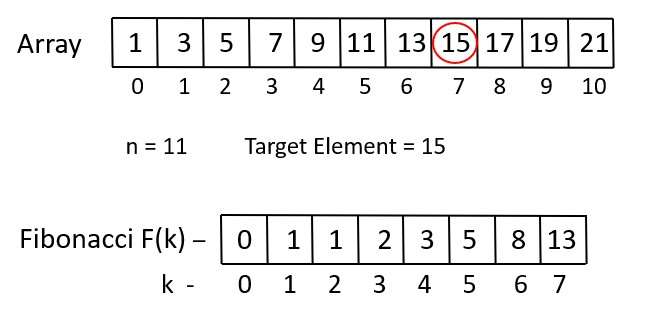 Array 1 3 5 7 9 11 13 15 17 19 21
0 1 2 3 4 5 6 7 8 9 10
n = 11 Target Element = 15
Fibonacci F(k) – 0 1 1 2 3 5 8 13
k - 0 1 2 3 4 5 6 7